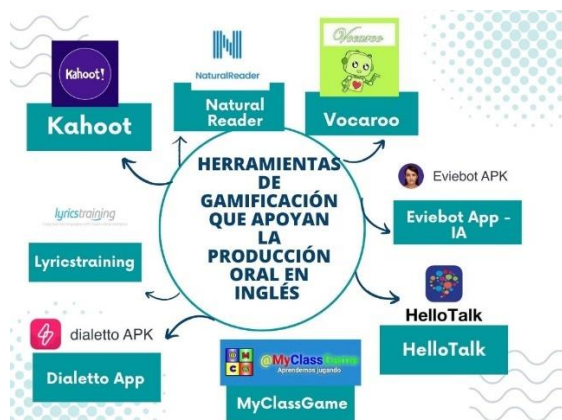 Kahoot!
Kahoot
NaturalReader
Natural
Reader
Vocaroo
Vocaroo
HERRAMIENTAS
DE
GAMIFICACIÓN
QUE APOYAN
LA
PRODUCCIÓN
ORAL EN
INGLÉS
Eviebot APK
Eviebot App -
IA
lyricstraining
Lyricstraining
HelloTalk
HelloTalk
dialetto APK
Dialetto App
@MyClassGame
Aprendemos jugando
MyClassGame